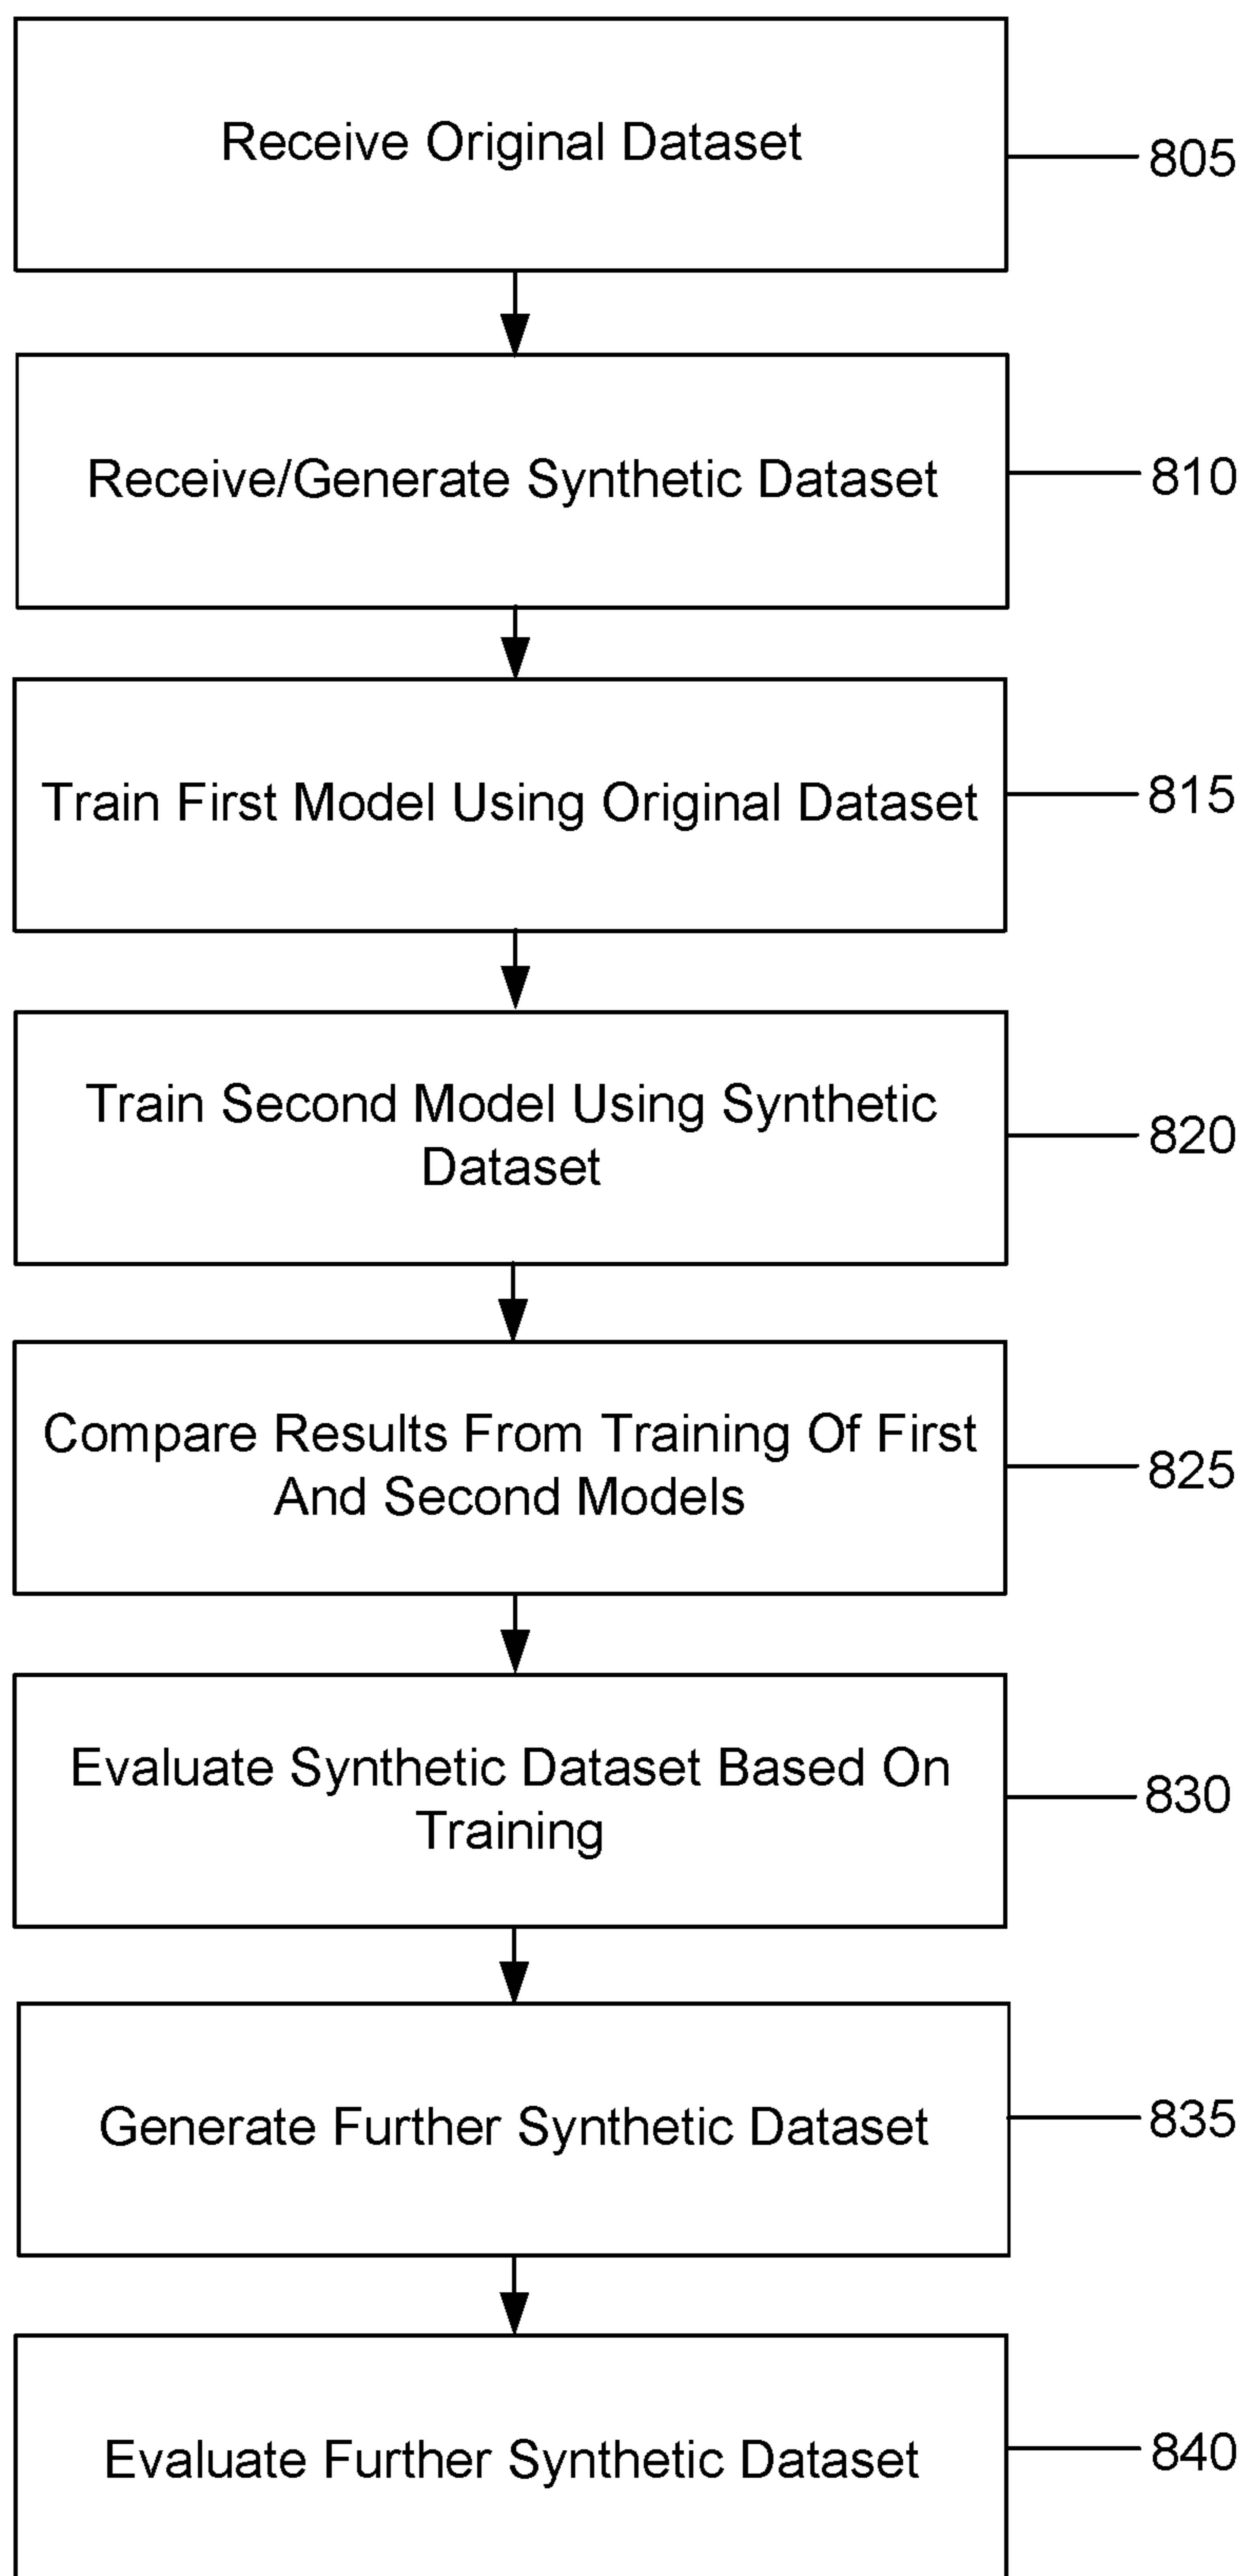 Receive Original Dataset
805
Receive/Generate Synthetic Dataset
810
Train First Model Using Original Dataset
815
Train Second Model Using Synthetic
Dataset
820
Compare Results From Training Of First
And Second Models
825
Evaluate Synthetic Dataset Based On
Training
830
Generate Further Synthetic Dataset
835
Evaluate Further Synthetic Dataset
840